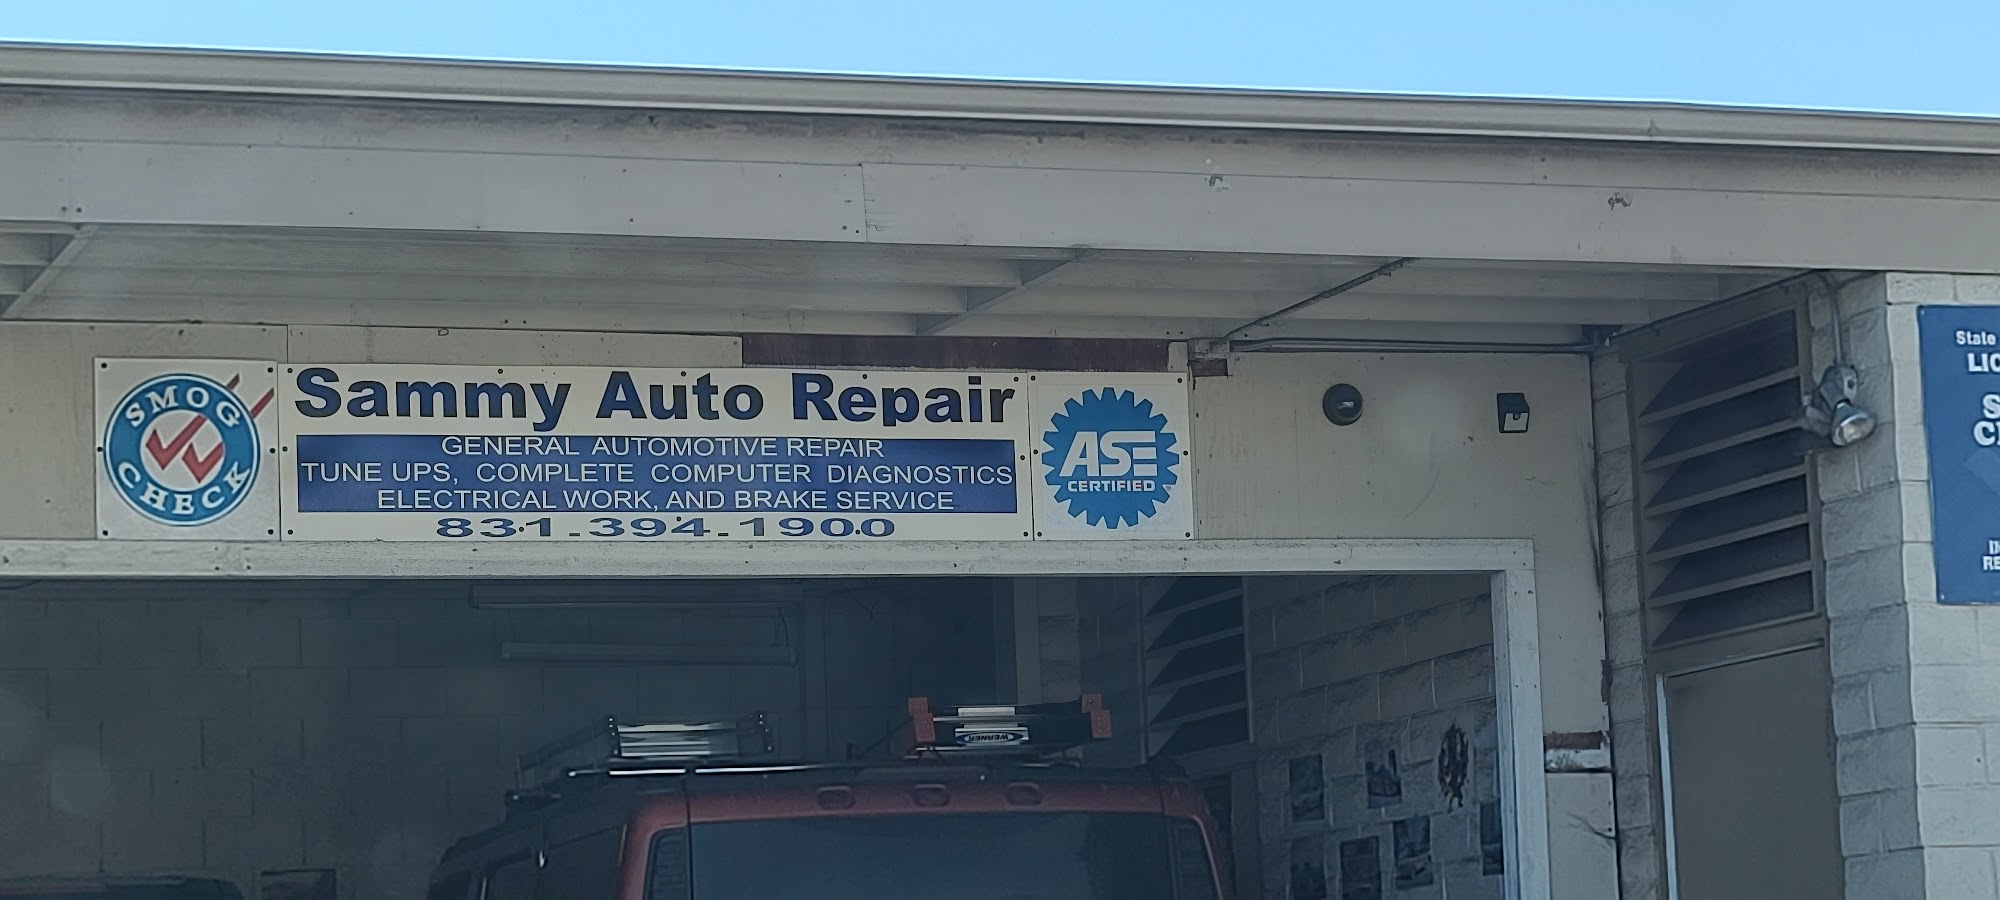 SMOG
CHECK
Sammy Auto Repair
GENERAL AUTOMOTIVE REPAIR
TUNE UPS, COMPLETE COMPUTER DIAGNOSTICS
ELECTRICAL WORK, AND BRAKE SERVICE
831.394.1900
ASE
CERTIFIED
State
WERNER